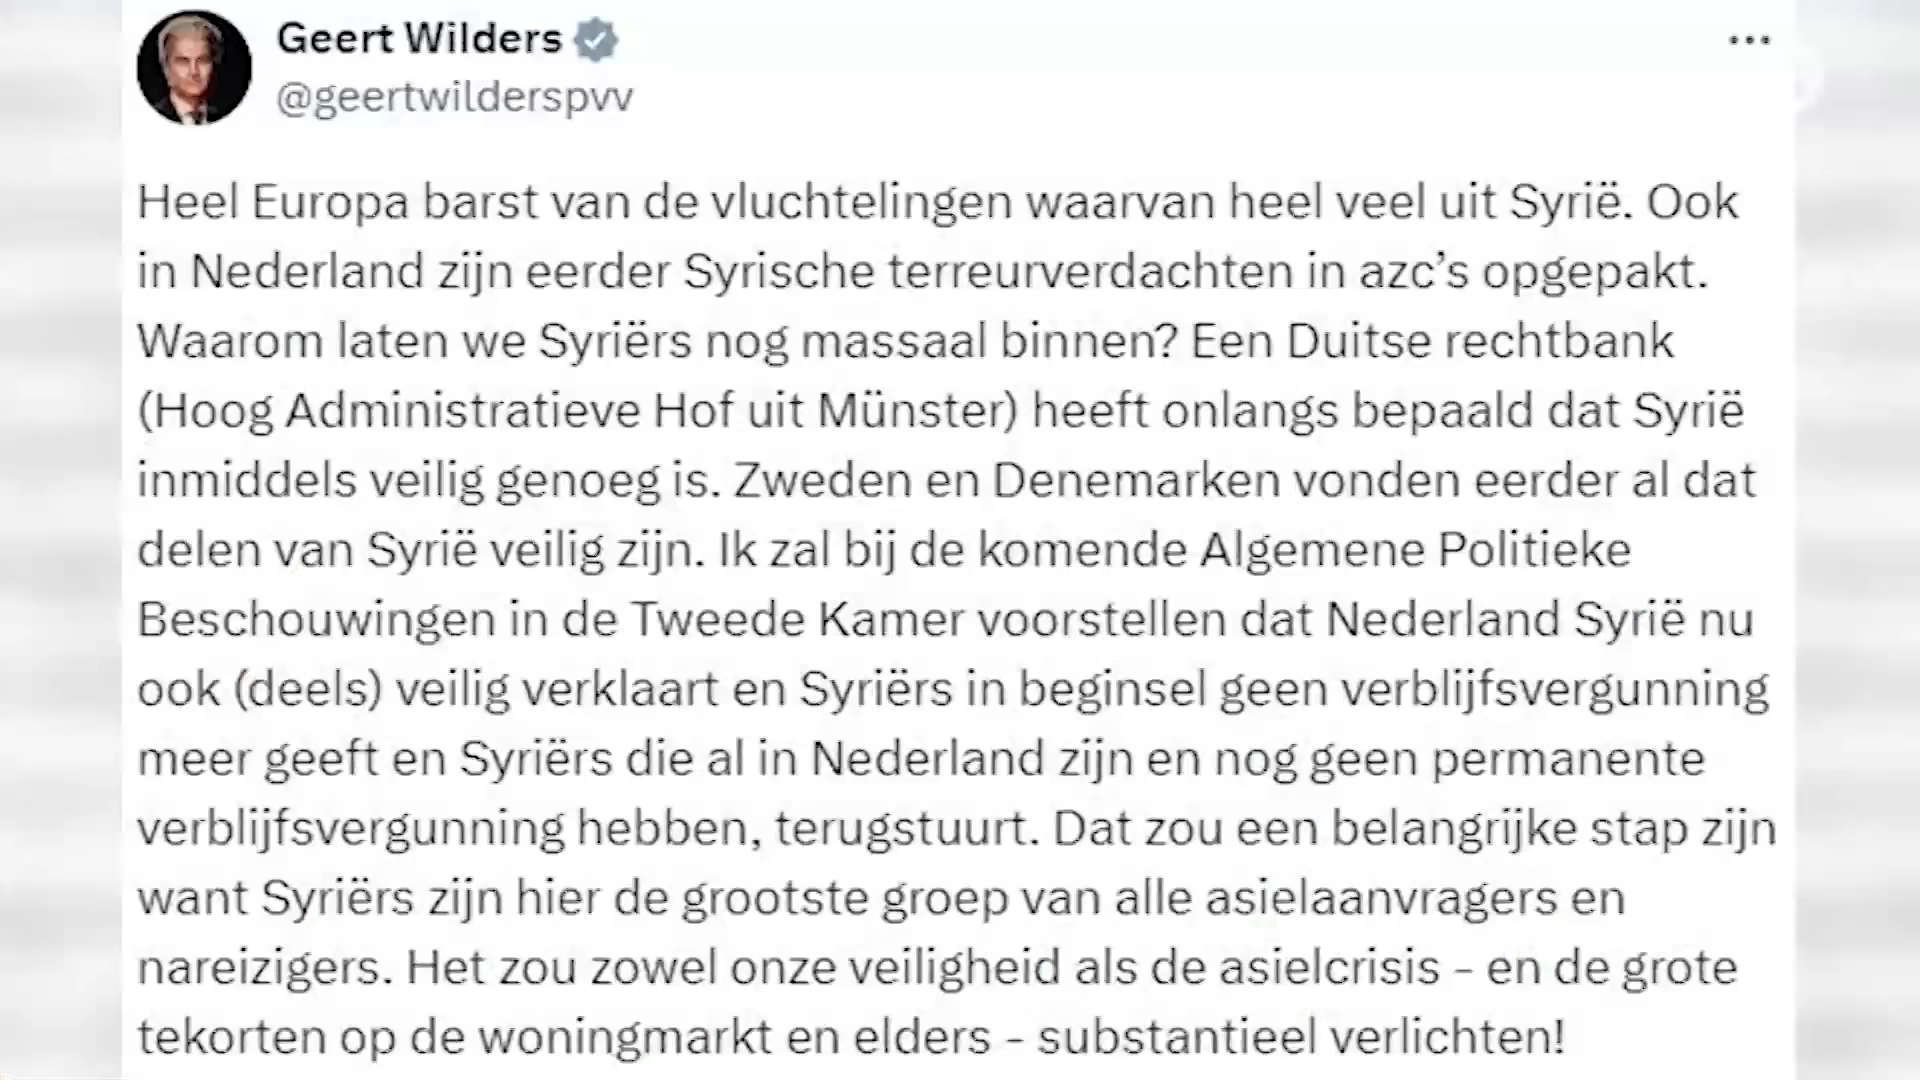 Geert Wilders
@geertwilderspvv
Heel Europa barst van de vluchtelingen waarvan heel veel uit Syrië. Ook
in Nederland zijn eerder Syrische terreurverdachten in azc’s opgepakt.
Waarom laten we Syriërs nog massaal binnen? Een Duitse rechtbank
(Hoog Administratieve Hof uit Münster) heeft onlangs bepaald dat Syrië
inmiddels veilig genoeg is. Zweden en Denemarken vonden eerder al dat
delen van Syrië veilig zijn. Ik zal bij de komende Algemene Politieke
Beschouwingen in de Tweede Kamer voorstellen dat Nederland Syrië nu
ook (deels) veilig verklaart en Syriërs in beginsel geen verblijfsvergunning
meer geeft en Syriërs die al in Nederland zijn en nog geen permanente
verblijfsvergunning hebben, terugstuurt. Dat zou een belangrijke stap zijn
want Syriërs zijn hier de grootste groep van alle asielaanvragers en
nareizigers. Het zou zowel onze veiligheid als de asielcrisis – en de grote
tekorten op de woningmarkt en elders – substantieel verlichten!